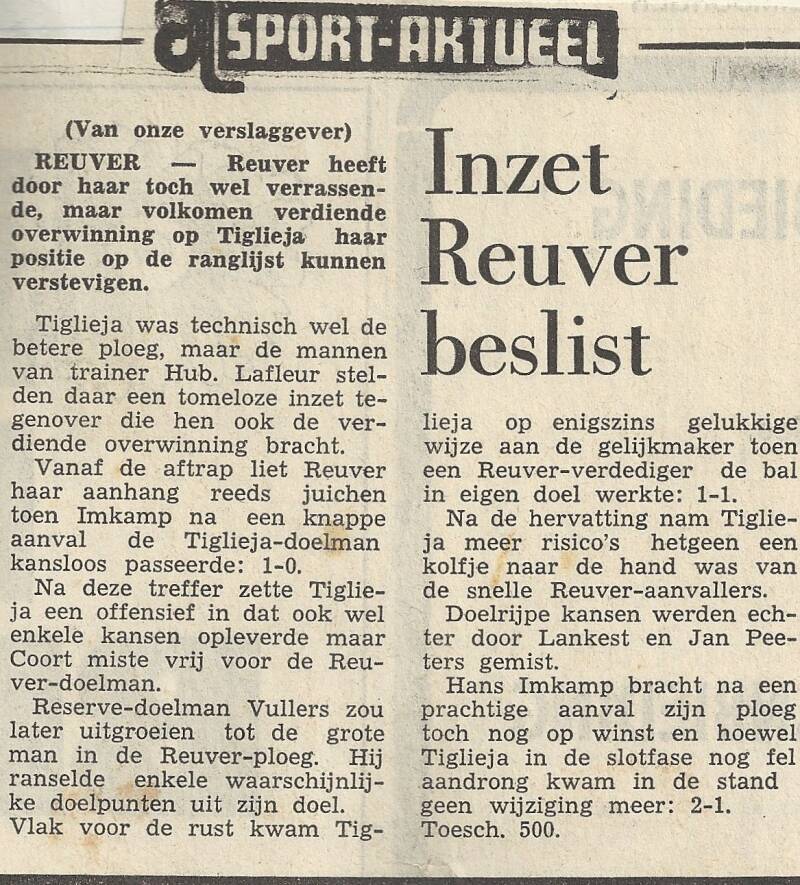 SPORT-AKTUEEL
(Van onze verslaggever)
REUVER — Reuver heeft
door haar toch wel verrassen-
de, maar volkomen verdiende
overwinning op Tiglieja haar
positie op de ranglijst kunnen
verstevigen.
Tiglieja was technisch wel de
betere ploeg, maar de mannen
van trainer Hub. Lafleur stel-
den daar een tomeloze inzet te-
genover die hen ook de ver-
diende overwinning bracht.
Vanaf de aftrap liet Reuver
haar aanhang reeds juichen
toen Imkamp na een knappe
aanval de Tiglieja-doelman
kansloos passeerde: 1-0.
Na deze treffer zette Tiglie-
ja een offensief in dat ook wel
enkele kansen opleverde maar
Coort miste vrij voor de Reu-
ver-doelman.
Reserve-doelman Vullers zou
later uitgroeien tot de grote
man in de Reuver-ploeg. Hij
ranselde enkele waarschijnlij-
ke doelpunten uit zijn doel.
Vlak voor de rust kwam Tig-
Inzet
Reuver
beslist
lieja op enigszins gelukkige
wijze aan de gelijkmaker toen
een Reuver-verdediger de bal
in eigen doel werkte: 1-1.
Na de hervatting nam Tiglie-
ja meer risico's hetgeen een
kolfje naar de hand was van
de snelle Reuver-aanvallers.
Doelrijpe kansen werden ech-
ter door Lankest en Jan Pee-
ters gemist.
Hans Imkamp bracht na een
prachtige aanval zijn ploeg
toch nog op winst en hoewel
Tiglieja in de slotfase nog fel
aandrong kwam in de stand
geen wijziging meer: 2-1.
Toesch. 500.